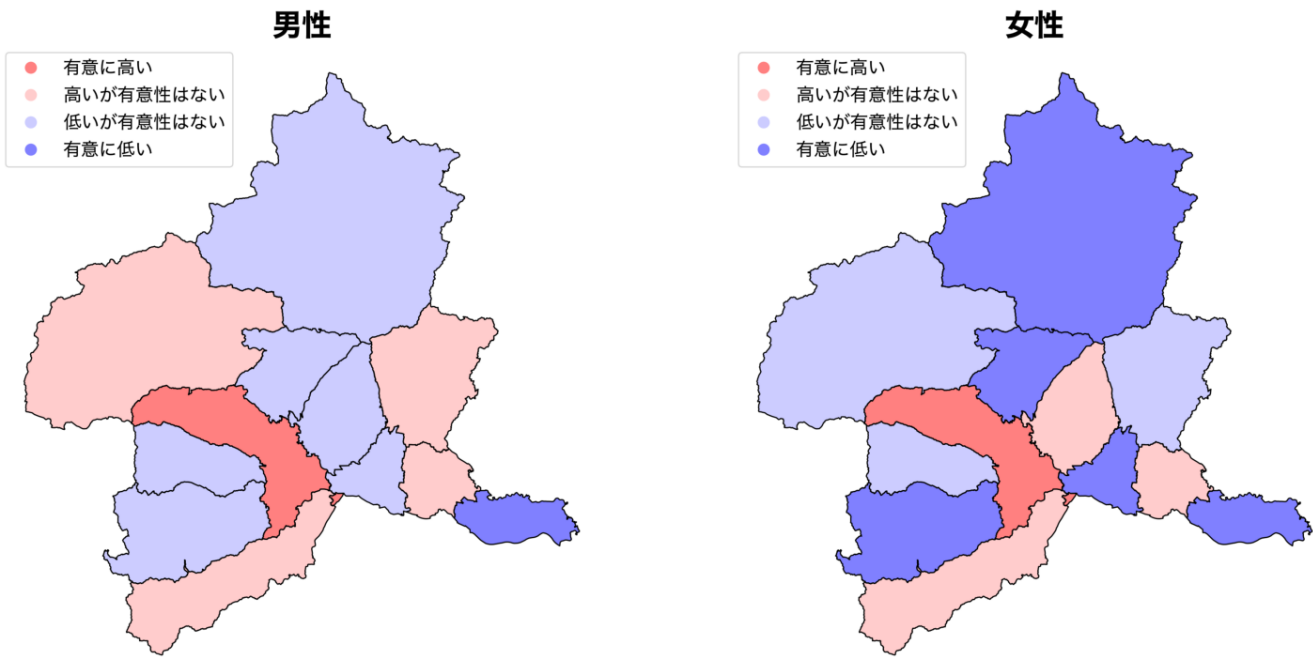 男性
有意に高い
高いが有意性はない
低いが有意性はない
有意に低い
女性
有意に高い
高いが有意性はない
低いが有意性はない
有意に低い